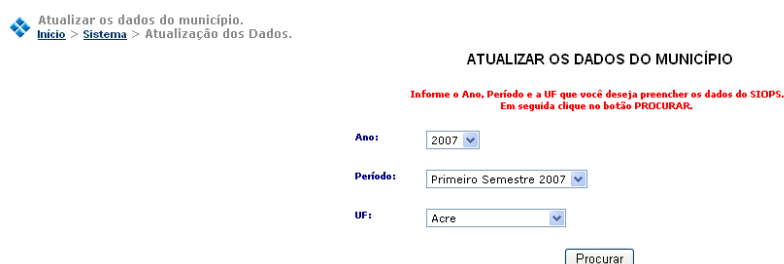 Atualizar os dados do município.
Início > Sistema > Atualização dos Dados.
ATUALIZAR OS DADOS DO MUNICÍPIO
Informe o Ano, Período e a UF que você deseja preencher os dados do SIOPS.
Em seguida clique no botão PROCURAR.
Ano: 2007
Período: Primeiro Semestre 2007
UF: Acre
Procurar